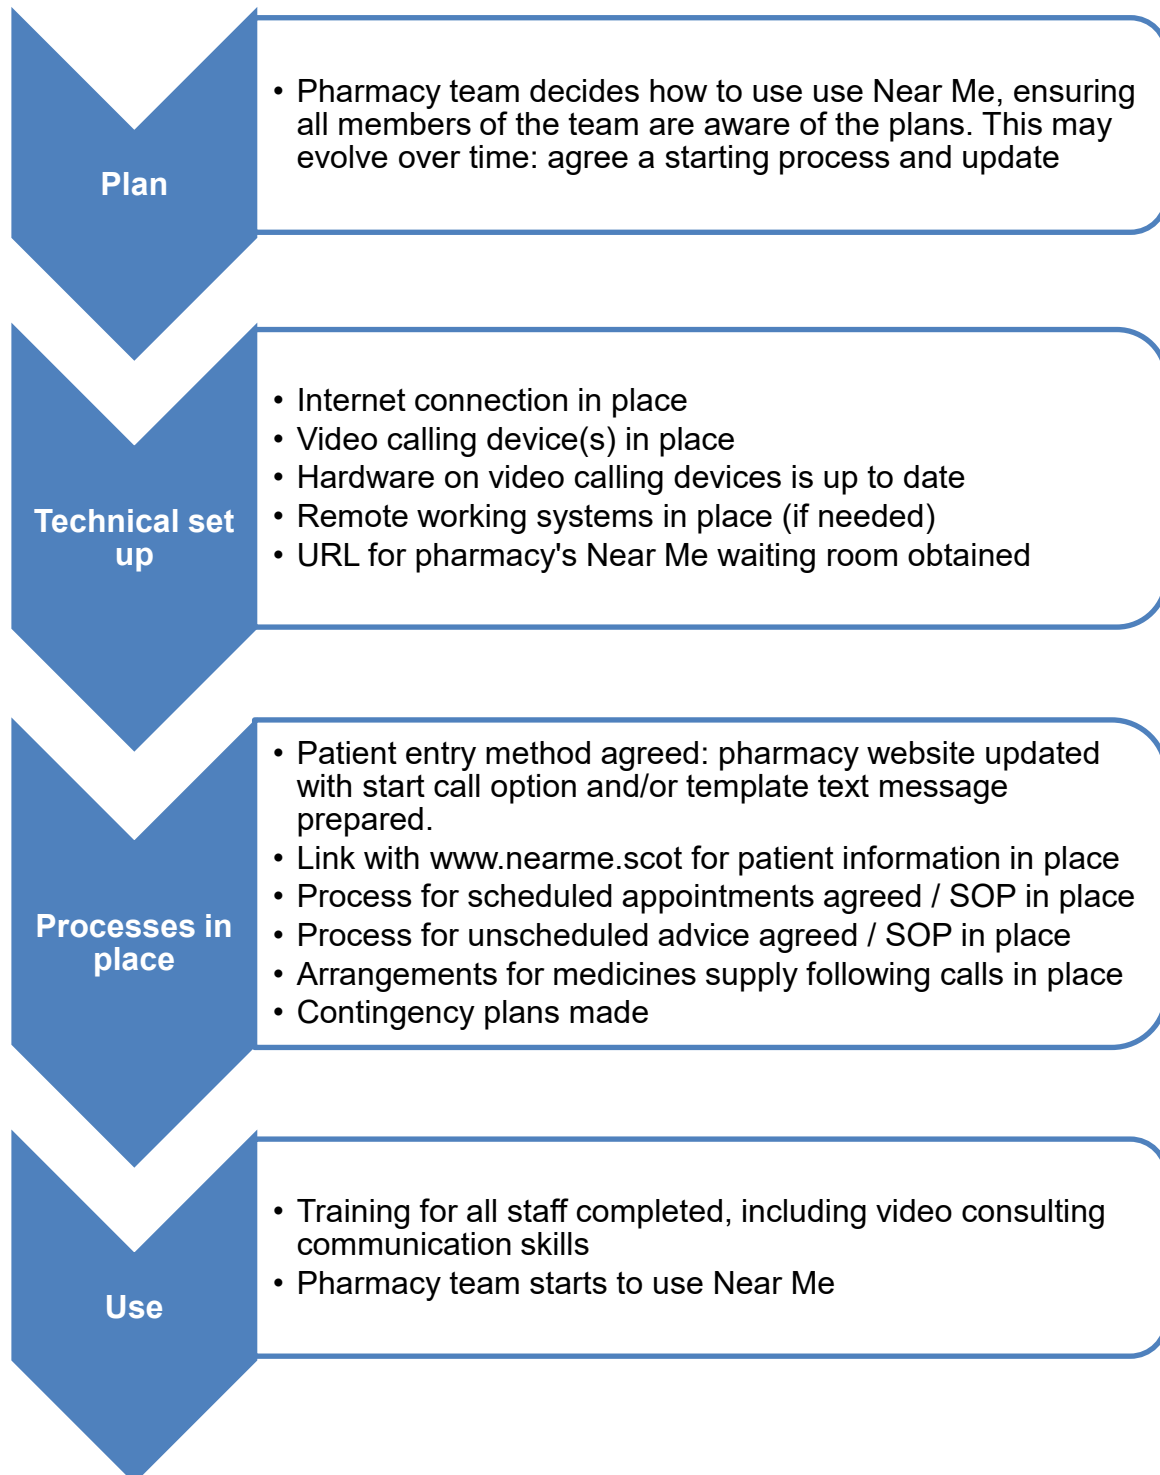 Plan
• Pharmacy team decides how to use use Near Me, ensuring
all members of the team are aware of the plans. This may
evolve over time: agree a starting process and update
Technical set
up
• Internet connection in place
• Video calling device(s) in place
• Hardware on video calling devices is up to date
• Remote working systems in place (if needed)
• URL for pharmacy's Near Me waiting room obtained
Processes in
place
• Patient entry method agreed: pharmacy website updated
with start call option and/or template text message
prepared.
• Link with www.nearme.scot for patient information in place
• Process for scheduled appointments agreed / SOP in place
• Process for unscheduled advice agreed / SOP in place
• Arrangements for medicines supply following calls in place
• Contingency plans made
Use
• Training for all staff completed, including video consulting
communication skills
• Pharmacy team starts to use Near Me